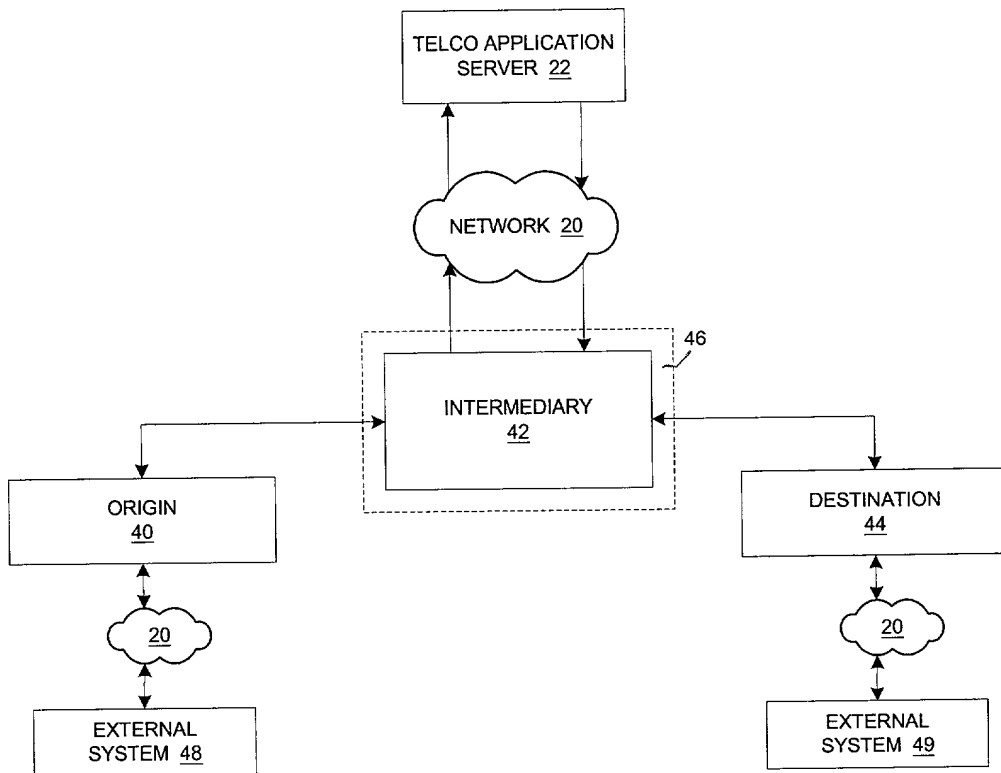 TELCO APPLICATION
SERVER 22
NETWORK 20
46
INTERMEDIARY
42
ORIGIN
40
DESTINATION
44
20
20
EXTERNAL
SYSTEM 48
EXTERNAL
SYSTEM 49